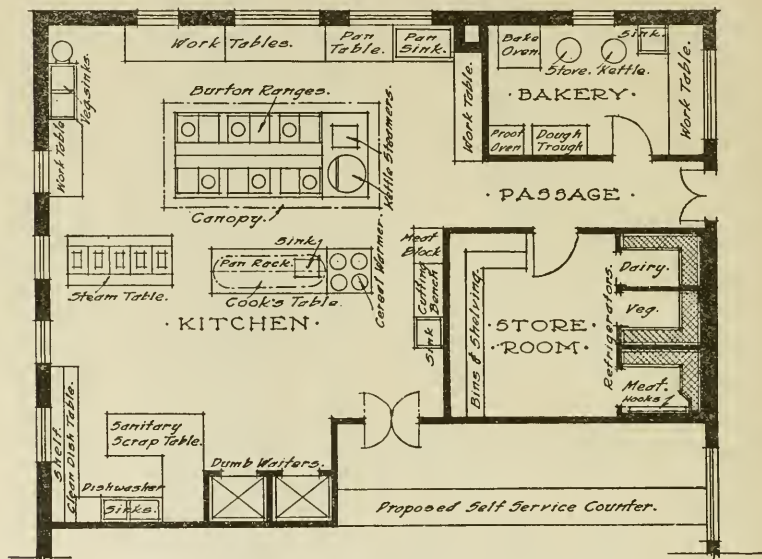 Work Tables.
Pan
Table.
Pan
Sink.
Bake
Oven.
Stove.
Kettle.
Sink.
· BAKERY ·
Work Table.
Proof
Oven
Dough
Trough
Work Table.
Veg. Sinks.
Work Table
Burton Ranges.
Kettle Steamers.
Canopy.
· PASSAGE ·
Steam Table.
Sink
Pan Rack.
Cook's Table.
Cereal Warmer.
· KITCHEN ·
Meat
Block
Cutting
Bench
Sink
Bins & Shelving.
· STORE
· ROOM ·
Refrigerators.
Dairy.
Veg.
Meat.
Hooks
Shelf.
Clean Dish Table.
Sanitary
Scrap Table.
Dishwasher
Sinks.
Dumb Waiters.
Proposed Self Service Counter.